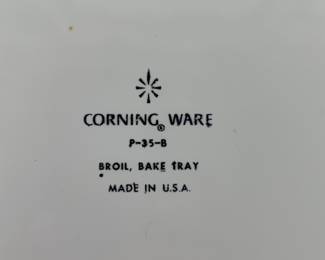 CORNING® WARE
P-35-B
BROIL, BAKE TRAY
MADE IN U.S.A.